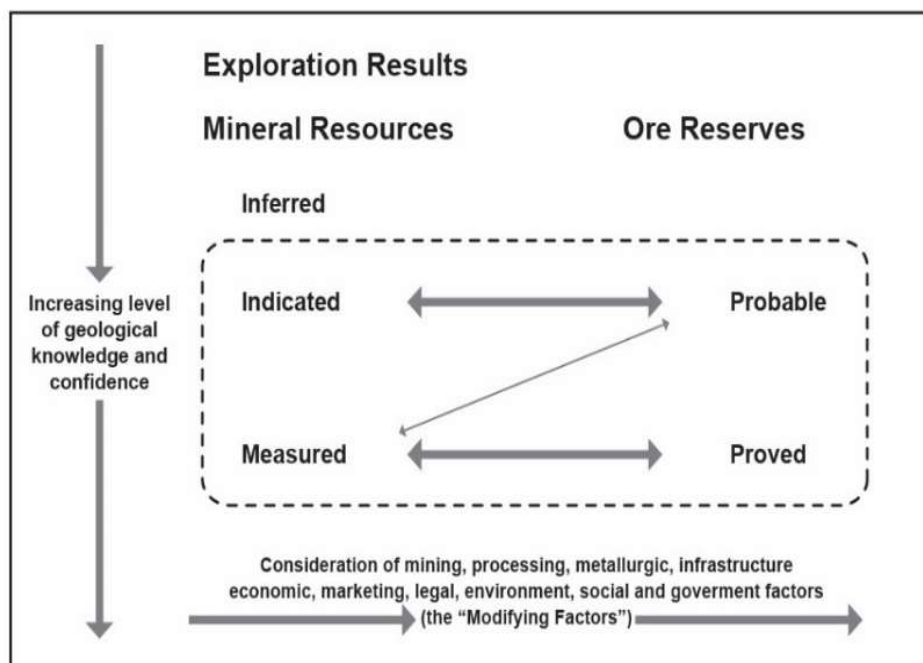 Exploration Results
Mineral Resources
Ore Reserves
Inferred
Increasing level
of geological
knowledge and
confidence
Indicated
Probable
Measured
Proved
Consideration of mining, processing, metallurgic, infrastructure
economic, marketing, legal, environment, social and goverment factors
(the “Modifying Factors”)